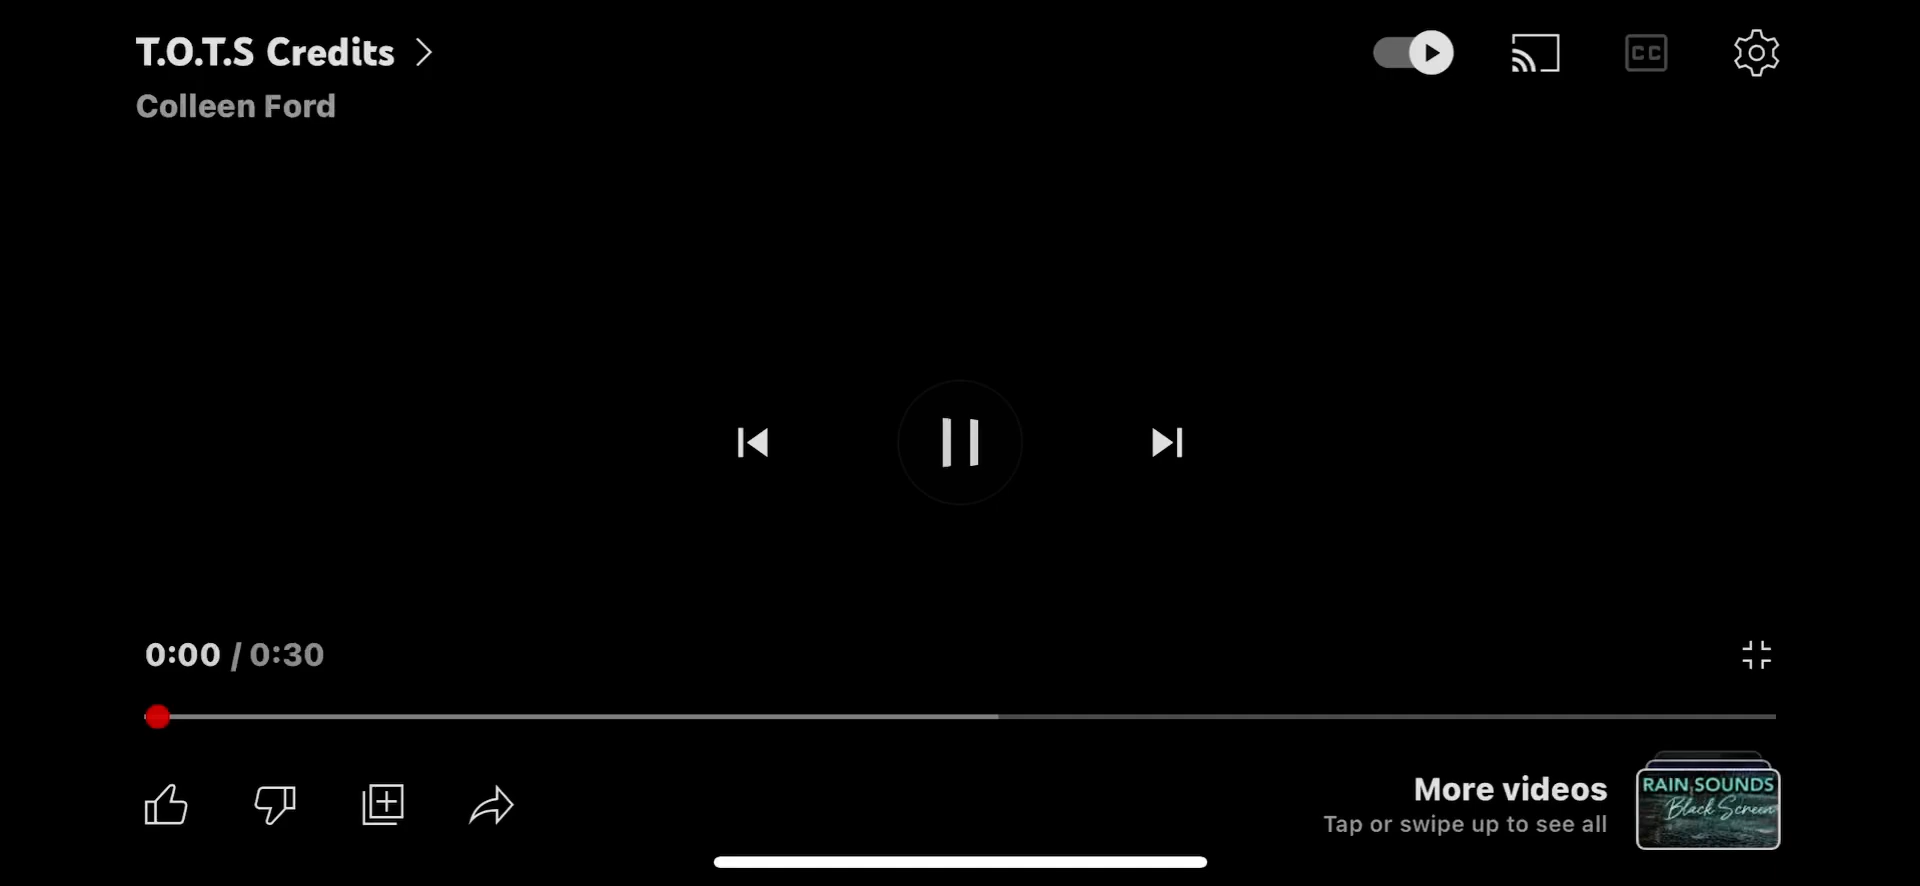 T.O.T.S Credits
Colleen Ford
CC
0:00 / 0:30
More videos
Tap or swipe up to see all
RAIN SOUNDS
Black Screen